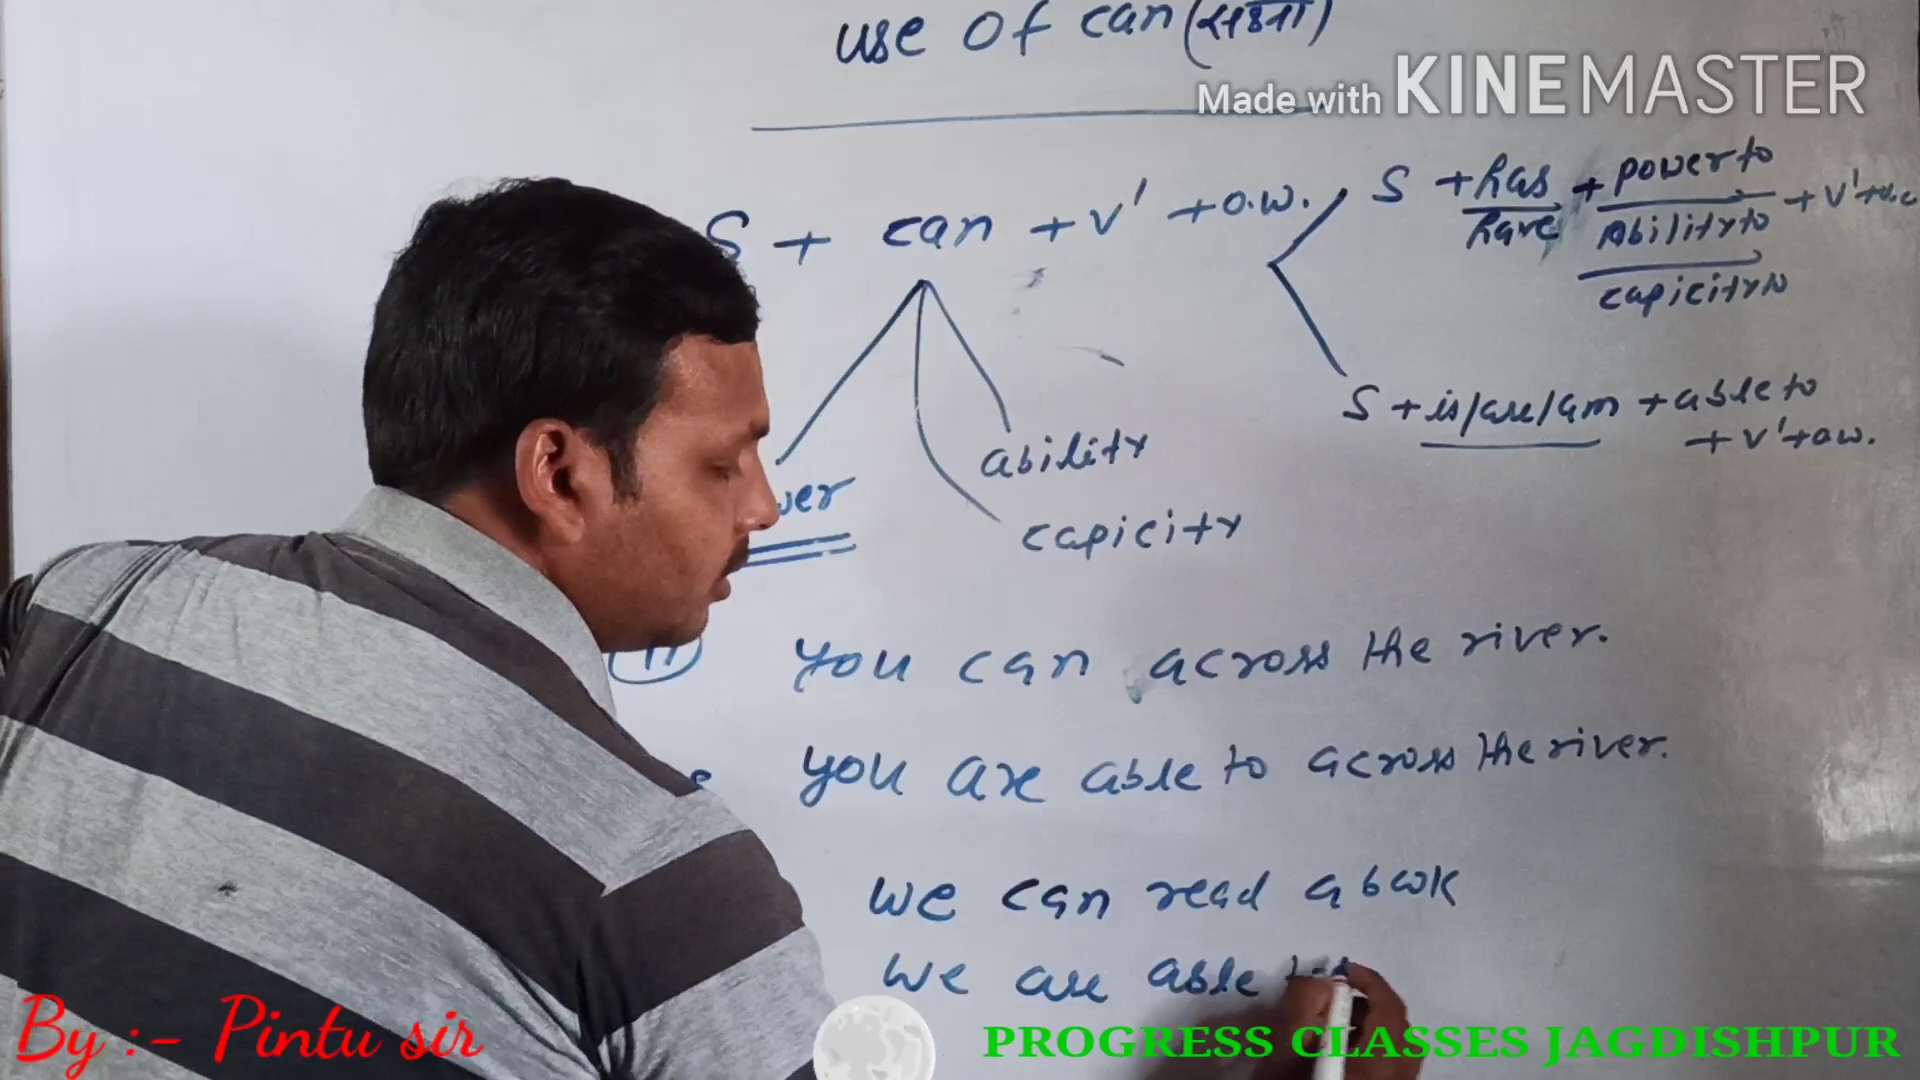 use of can (सकना)
Made with KINEMASTER
S + can + V' + o.w.
S + has + power to + V' + o.w
have Ability to
capicity to
S + is/are/am + able to
+ V' + o.w.
ability
capicity
You can across the river.
You are able to across the river.
We can read a book
We are able to
By :- Pintu sir
PROGRESS CLASSES JAGDISHPUR